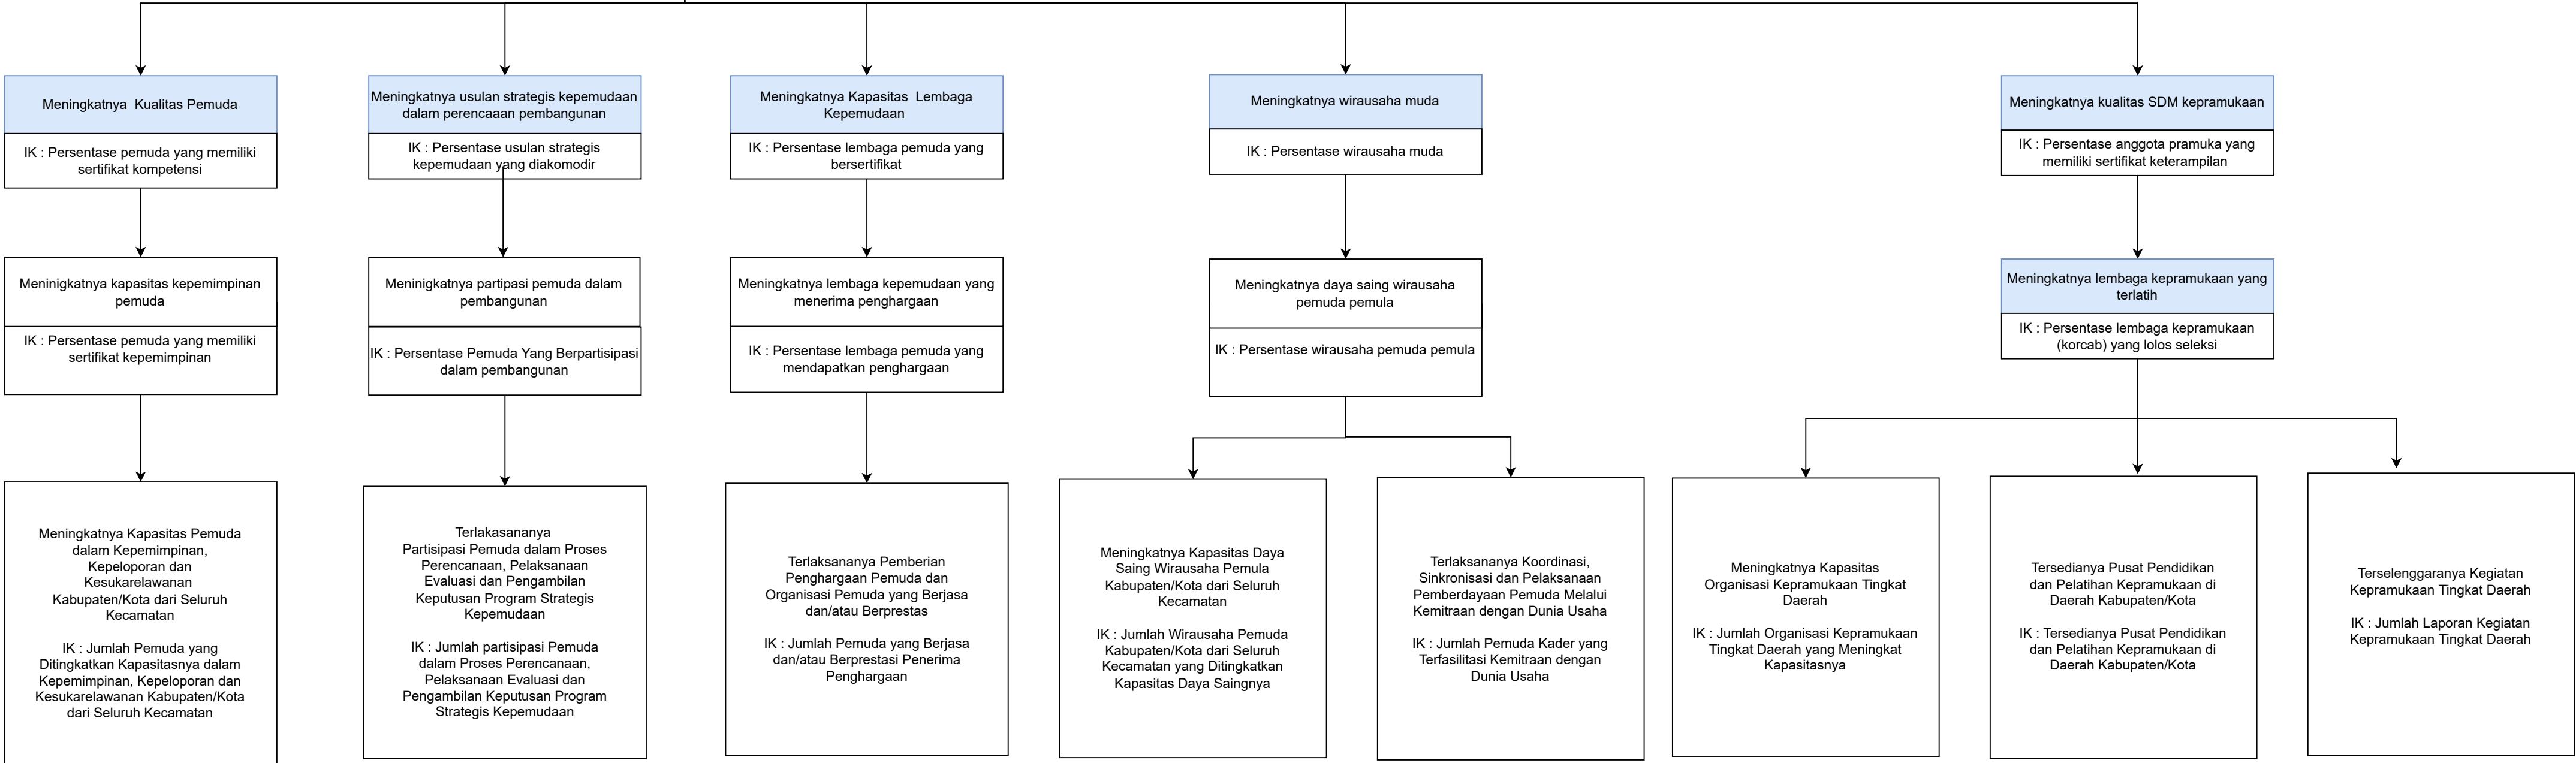 Meningkatnya  Kualitas Pemuda
IK : Persentase pemuda yang memiliki
sertifikat kompetensi
Meningkatnya usulan strategis kepemudaan
dalam perencaaan pembangunan
IK : Persentase usulan strategis
kepemudaan yang diakomodir
Meningkatnya Kapasitas  Lembaga
Kepemudaan
IK : Persentase lembaga pemuda yang
bersertifikat
Meningkatnya wirausaha muda
IK : Persentase wirausaha muda
Meningkatnya kualitas SDM kepramukaan
IK : Persentase anggota pramuka yang
memiliki sertifikat keterampilan
Meninigkatnya kapasitas kepemimpinan
pemuda
IK : Persentase pemuda yang memiliki
sertifikat kepemimpinan
Meninigkatnya partipasi pemuda dalam
pembangunan
IK : Persentase Pemuda Yang Berpartisipasi
dalam pembangunan
Meningkatnya lembaga kepemudaan yang
menerima penghargaan
IK : Persentase lembaga pemuda yang
mendapatkan penghargaan
Meningkatnya daya saing wirausaha
pemuda pemula
IK : Persentase wirausaha pemuda pemula
Meningkatnya lembaga kepramukaan yang
terlatih
IK : Persentase lembaga kepramukaan
(korcab) yang lolos seleksi
Meningkatnya Kapasitas Pemuda
dalam Kepemimpinan,
Kepeloporan dan
Kesukarelawanan
Kabupaten/Kota dari Seluruh
Kecamatan
IK : Jumlah Pemuda yang
Ditingkatkan Kapasitasnya dalam
Kepemimpinan, Kepeloporan dan
Kesukarelawanan Kabupaten/Kota
dari Seluruh Kecamatan
Terlakasananya
Partisipasi Pemuda dalam Proses
Perencanaan, Pelaksanaan
Evaluasi dan Pengambilan
Keputusan Program Strategis
Kepemudaan
IK : Jumlah partisipasi Pemuda
dalam Proses Perencanaan,
Pelaksanaan Evaluasi dan
Pengambilan Keputusan Program
Strategis Kepemudaan
Terlaksananya Pemberian
Penghargaan Pemuda dan
Organisasi Pemuda yang Berjasa
dan/atau Berprestas
IK : Jumlah Pemuda yang Berjasa
dan/atau Berprestasi Penerima
Penghargaan
Meningkatnya Kapasitas Daya
Saing Wirausaha Pemula
Kabupaten/Kota dari Seluruh
Kecamatan
IK : Jumlah Wirausaha Pemuda
Kabupaten/Kota dari Seluruh
Kecamatan yang Ditingkatkan
Kapasitas Daya Saingnya
Terlaksananya Koordinasi,
Sinkronisasi dan Pelaksanaan
Pemberdayaan Pemuda Melalui
Kemitraan dengan Dunia Usaha
IK : Jumlah Pemuda Kader yang
Terfasilitasi Kemitraan dengan
Dunia Usaha
Meningkatnya Kapasitas
Organisasi Kepramukaan Tingkat
Daerah
IK : Jumlah Organisasi Kepramukaan
Tingkat Daerah yang Meningkat
Kapasitasnya
Tersedianya Pusat Pendidikan
dan Pelatihan Kepramukaan di
Daerah Kabupaten/Kota
IK : Tersedianya Pusat Pendidikan
dan Pelatihan Kepramukaan di
Daerah Kabupaten/Kota
Terselenggaranya Kegiatan
Kepramukaan Tingkat Daerah
IK : Jumlah Laporan Kegiatan
Kepramukaan Tingkat Daerah